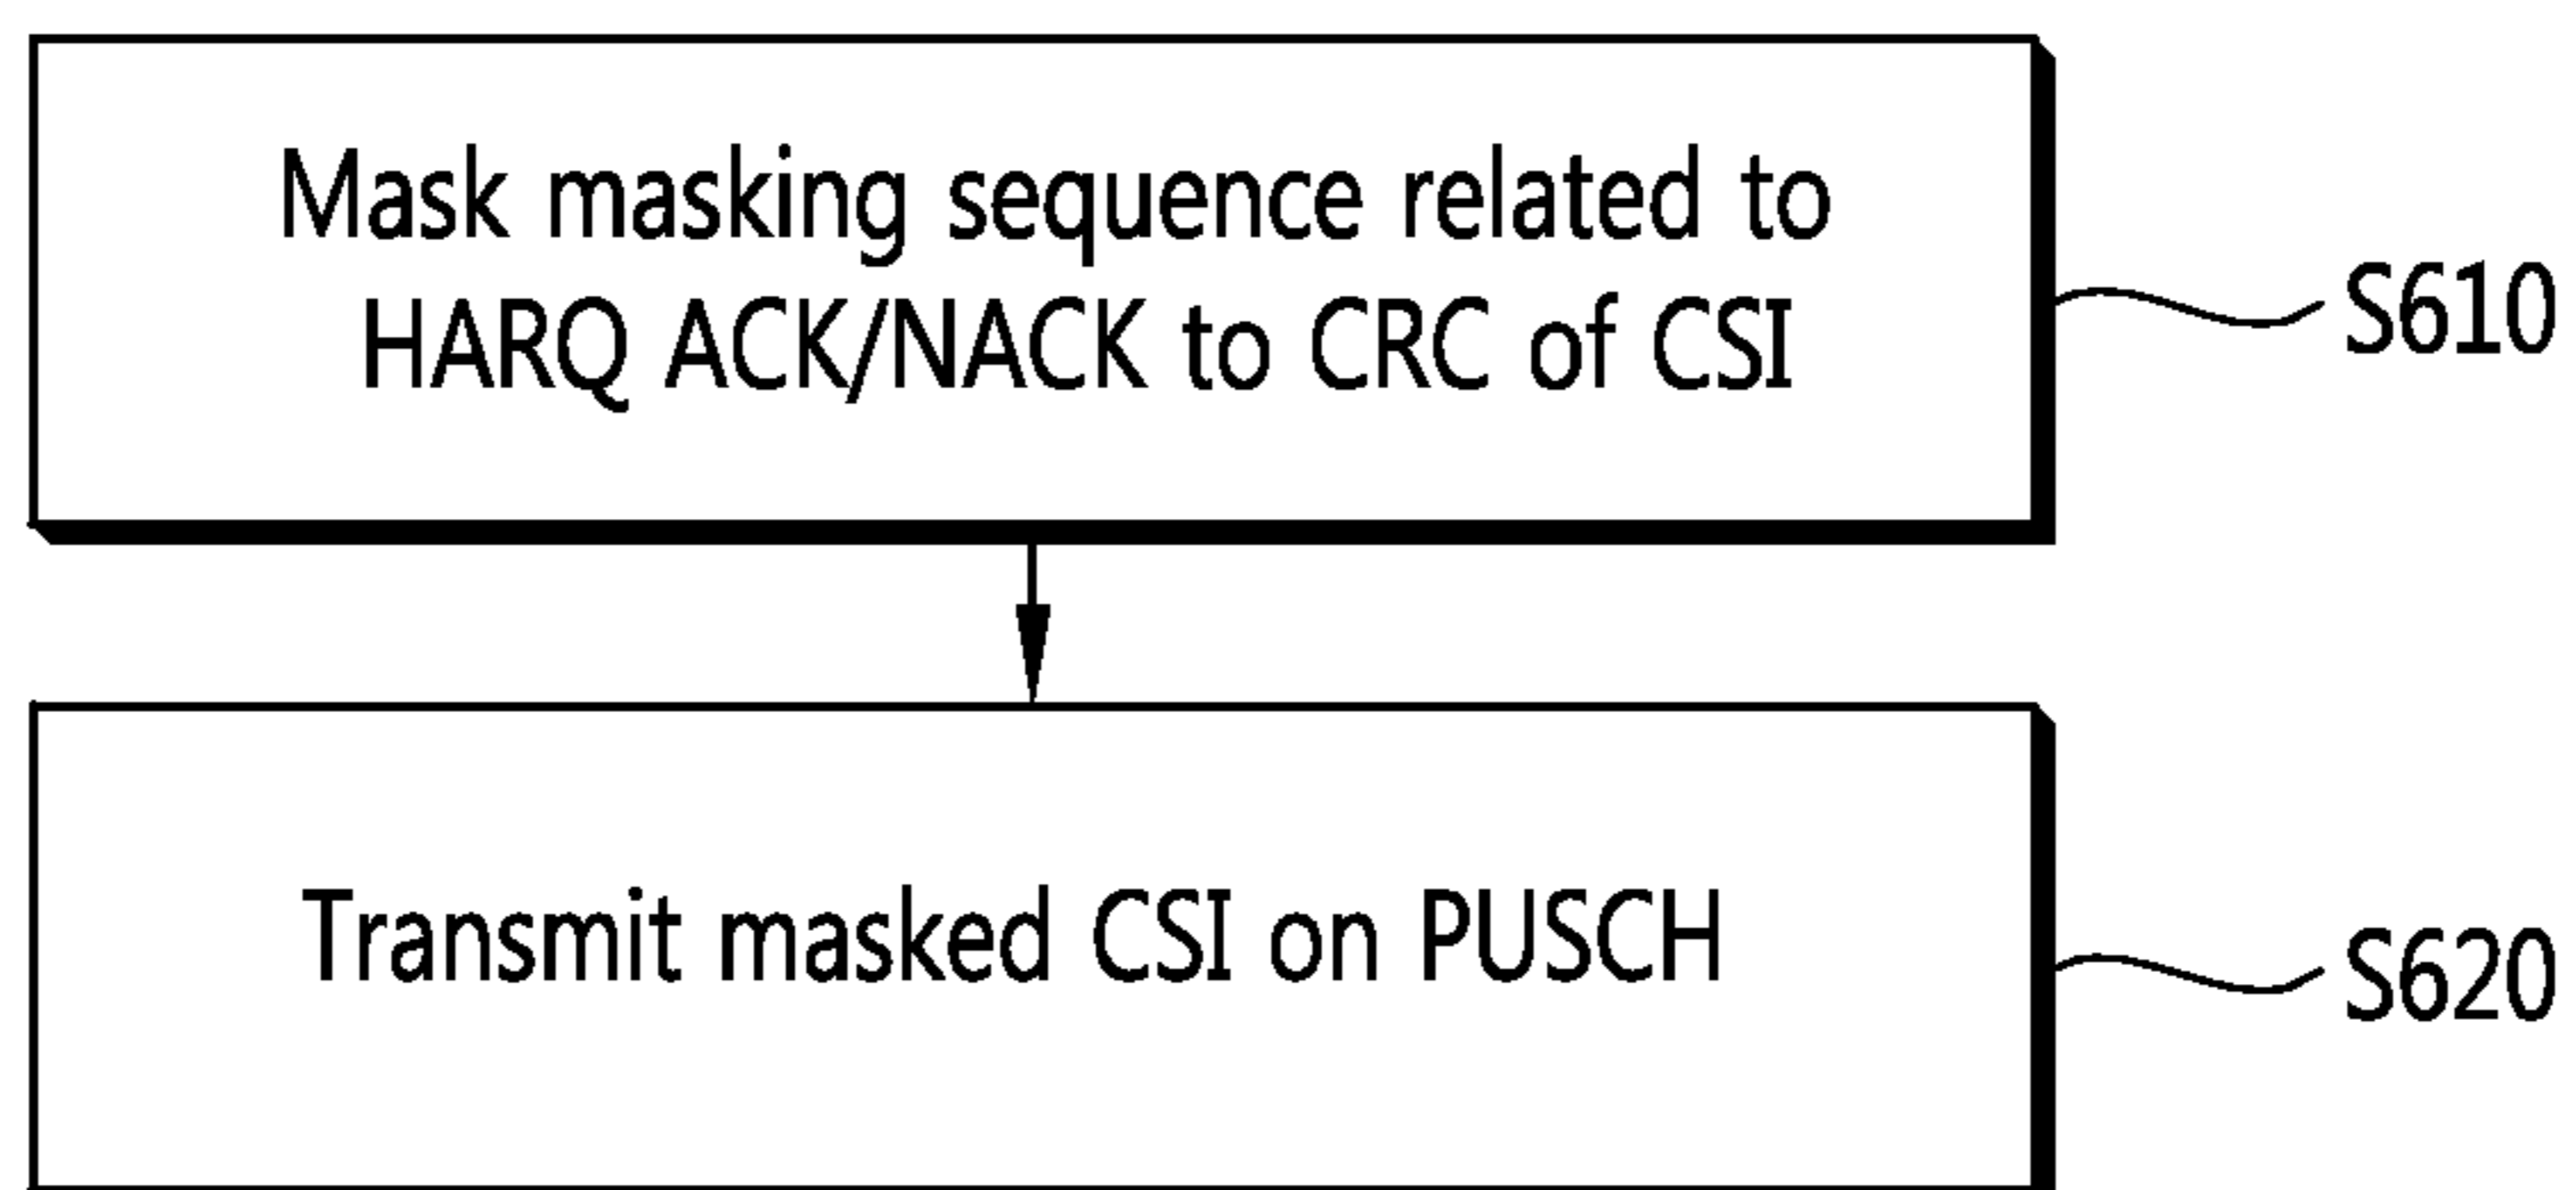 Mask masking sequence related to
HARQ ACK/NACK to CRC of CSI
S610
Transmit masked CSI on PUSCH
S620